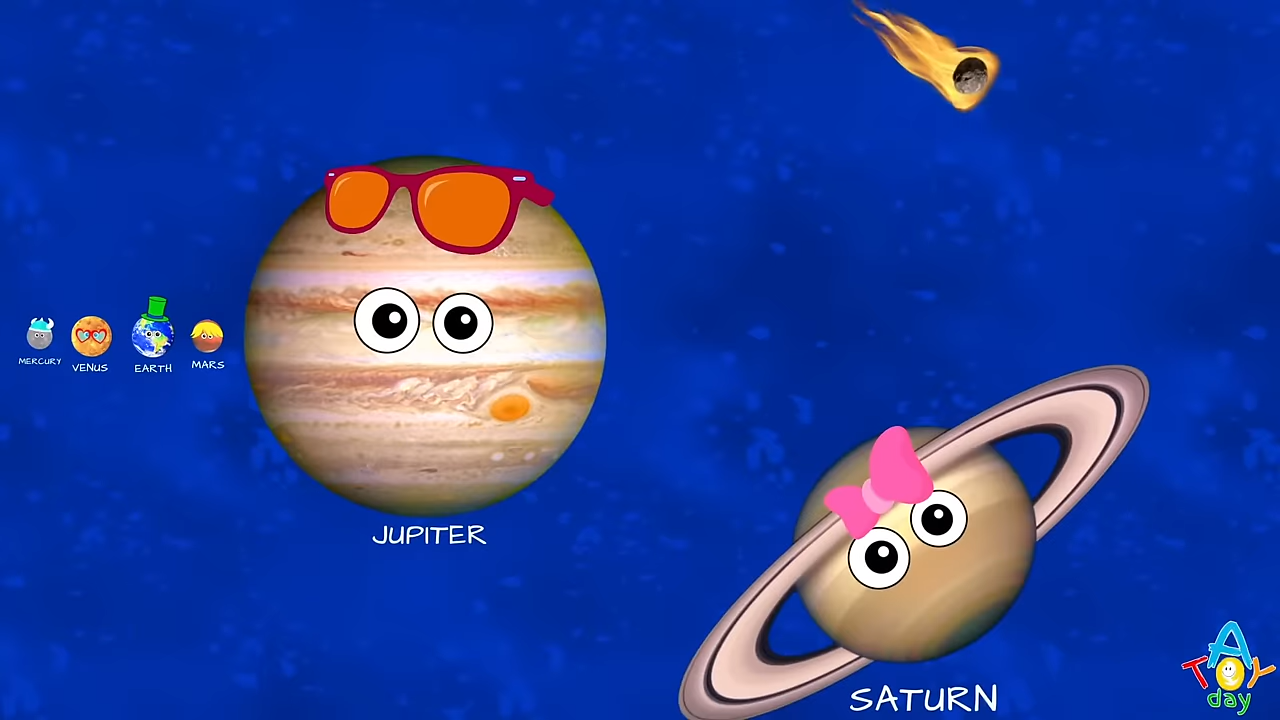 MERCURY
VENUS
EARTH
MARS
JUPITER
SATURN
A
TOY
day